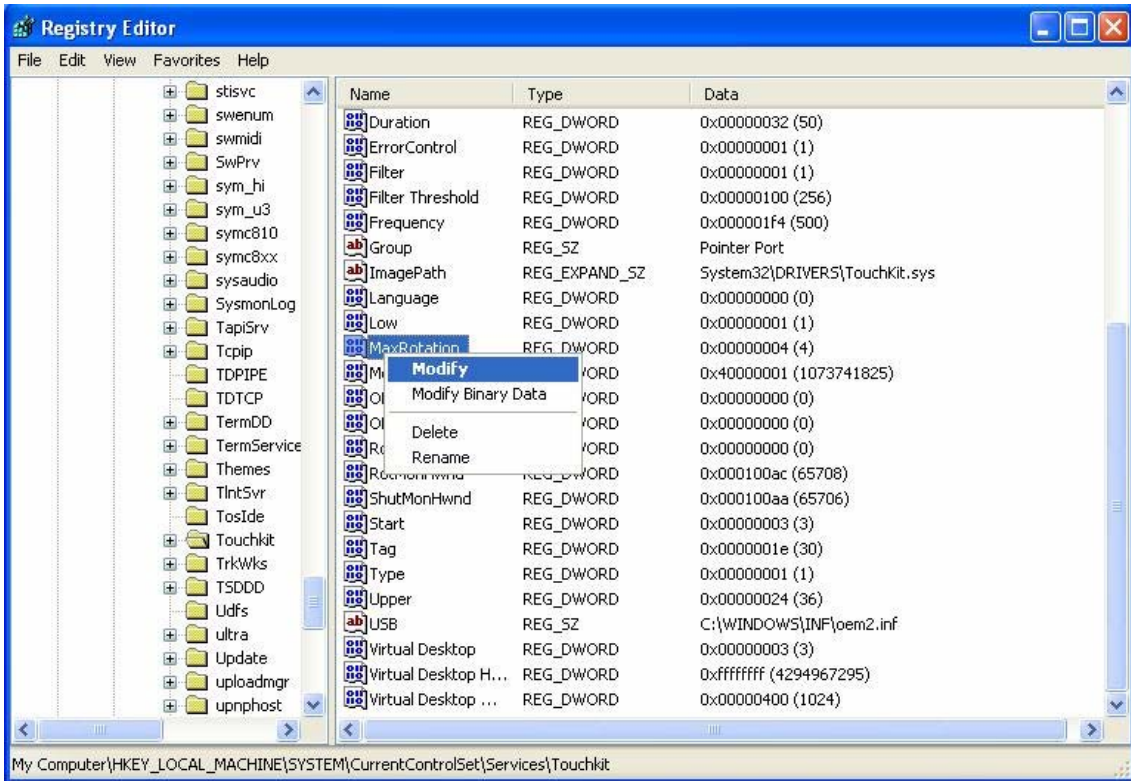 Registry Editor
File Edit View Favorites Help
stisvc
swenum
swmidi
SwPrv
sym_hi
sym_u3
symc810
symc8xx
sysaudio
SysmonLog
TapiSrv
Tcpip
TDPIPE
TDTCP
TermDD
TermService
Themes
TlntSvr
TosIde
Touchkit
TrkWks
TSDDD
Udfs
ultra
Update
uploadmgr
upnphost
Name Type Data
Duration REG_DWORD 0x00000032 (50)
ErrorControl REG_DWORD 0x00000001 (1)
Filter REG_DWORD 0x00000001 (1)
Filter Threshold REG_DWORD 0x00000100 (256)
Frequency REG_DWORD 0x000001f4 (500)
Group REG_SZ Pointer Port
ImagePath REG_EXPAND_SZ System32\DRIVERS\TouchKit.sys
Language REG_DWORD 0x00000000 (0)
Low REG_DWORD 0x00000001 (1)
MaxRotation REG_DWORD 0x00000004 (4)
0x40000001 (1073741825)
0x00000000 (0)
0x00000000 (0)
0x00000000 (0)
0x000100ac (65708)
Modify
Modify Binary Data
Delete
Rename
ShutMonHwnd REG_DWORD 0x000100aa (65706)
Start REG_DWORD 0x00000003 (3)
Tag REG_DWORD 0x0000001e (30)
Type REG_DWORD 0x00000001 (1)
Upper REG_DWORD 0x00000024 (36)
USB REG_SZ C:\WINDOWS\INF\oem2.inf
Virtual Desktop REG_DWORD 0x00000003 (3)
Virtual Desktop H... REG_DWORD 0xffffffff (4294967295)
Virtual Desktop ... REG_DWORD 0x00000400 (1024)
My Computer\HKEY_LOCAL_MACHINE\SYSTEM\CurrentControlSet\Services\Touchkit